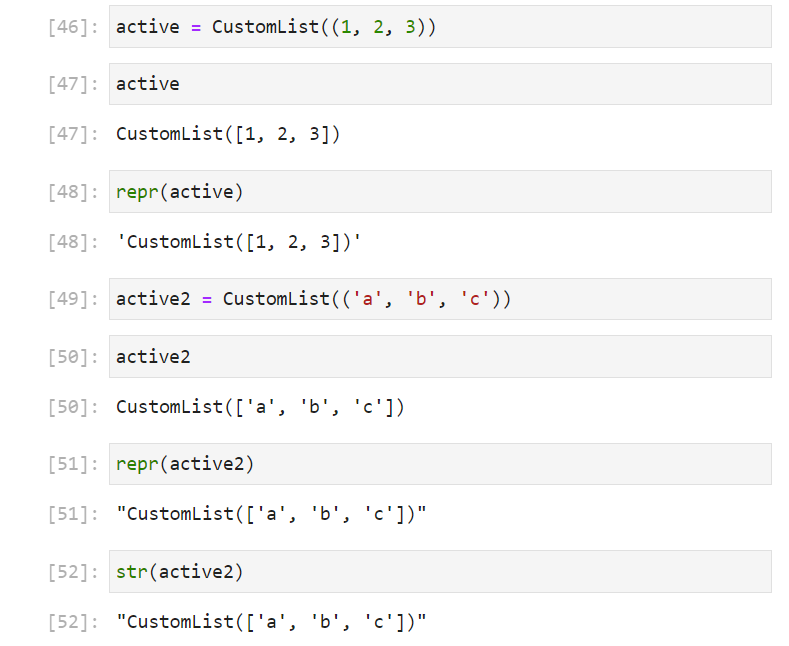 [46]: active = CustomList((1, 2, 3))
[47]: active
[47]: CustomList([1, 2, 3])
[48]: repr(active)
[48]: 'CustomList([1, 2, 3])'
[49]: active2 = CustomList(('a', 'b', 'c'))
[50]: active2
[50]: CustomList(['a', 'b', 'c'])
[51]: repr(active2)
[51]: "CustomList(['a', 'b', 'c'])"
[52]: str(active2)
[52]: "CustomList(['a', 'b', 'c'])"